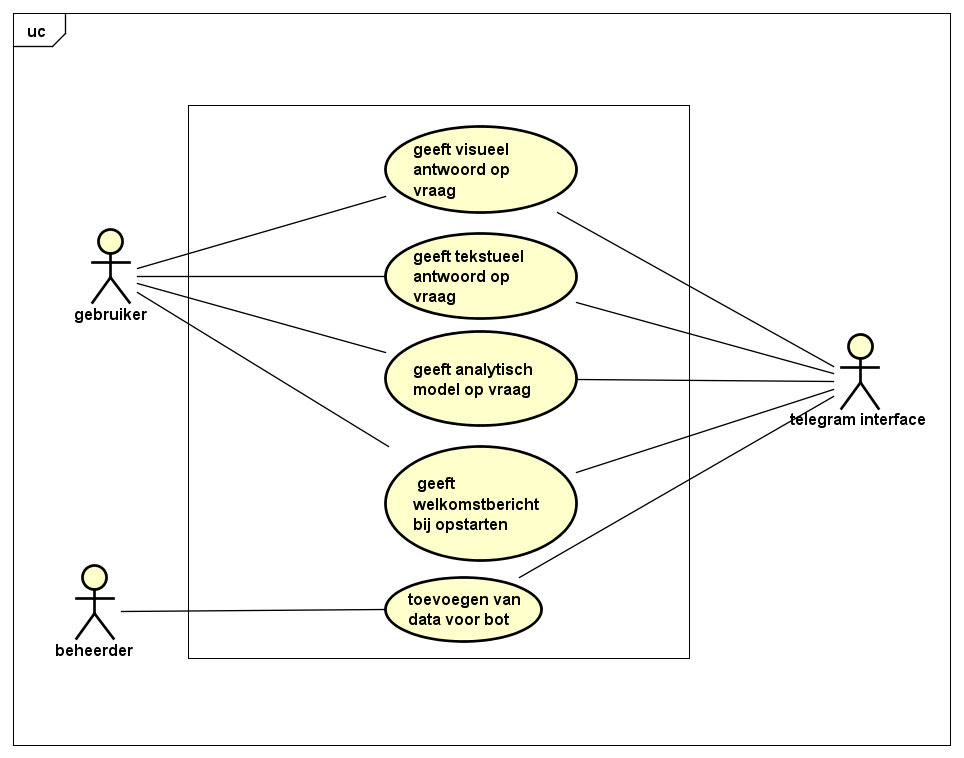 uc
geeft visueel
antwoord op
vraag
geeft tekstueel
antwoord op
vraag
gebruiker
geeft analytisch
model op vraag
telegram interface
geeft
welkomstbericht
bij opstarten
toevoegen van
data voor bot
beheerder